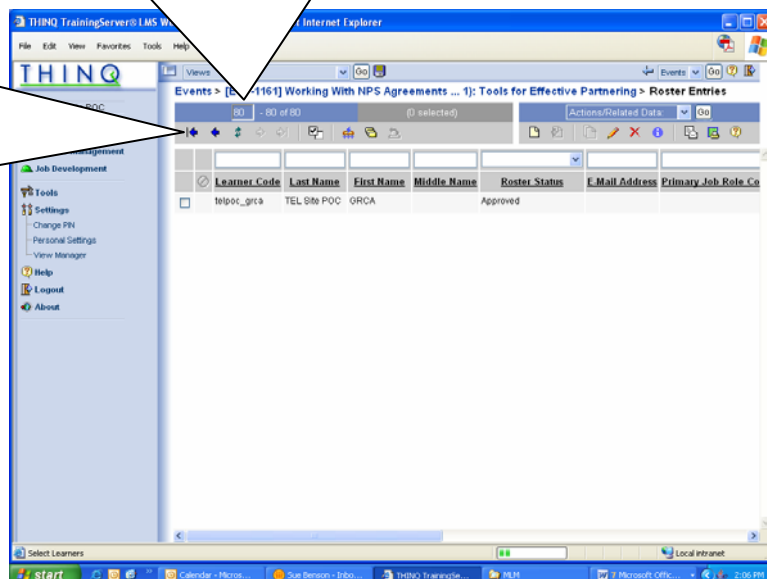 THINQ TrainingServer® LMS W t Internet Explorer
File Edit View Favorites Tools Help
THINQ
Views Go Events Go
Events > [E -1161] Working With NPS Agreements ... 1): Tools for Effective Partnering > Roster Entries
80 - 80 of 80 (0 selected) Actions/Related Data: Go
POC
Job Development
Tools
Settings
Change PIN
Personal Settings
View Manager
Help
Logout
About
Learner Code Last Name First Name Middle Name Roster Status E.Mail Address Primary Job Role Co
telpoc_grca TEL Site POC GRCA Approved
Select Learners Local intranet
start Calendar - Micros... Sue Benson - Inbo... THINQ TrainingSe... MLM 7 Microsoft Offic... 2:06 PM